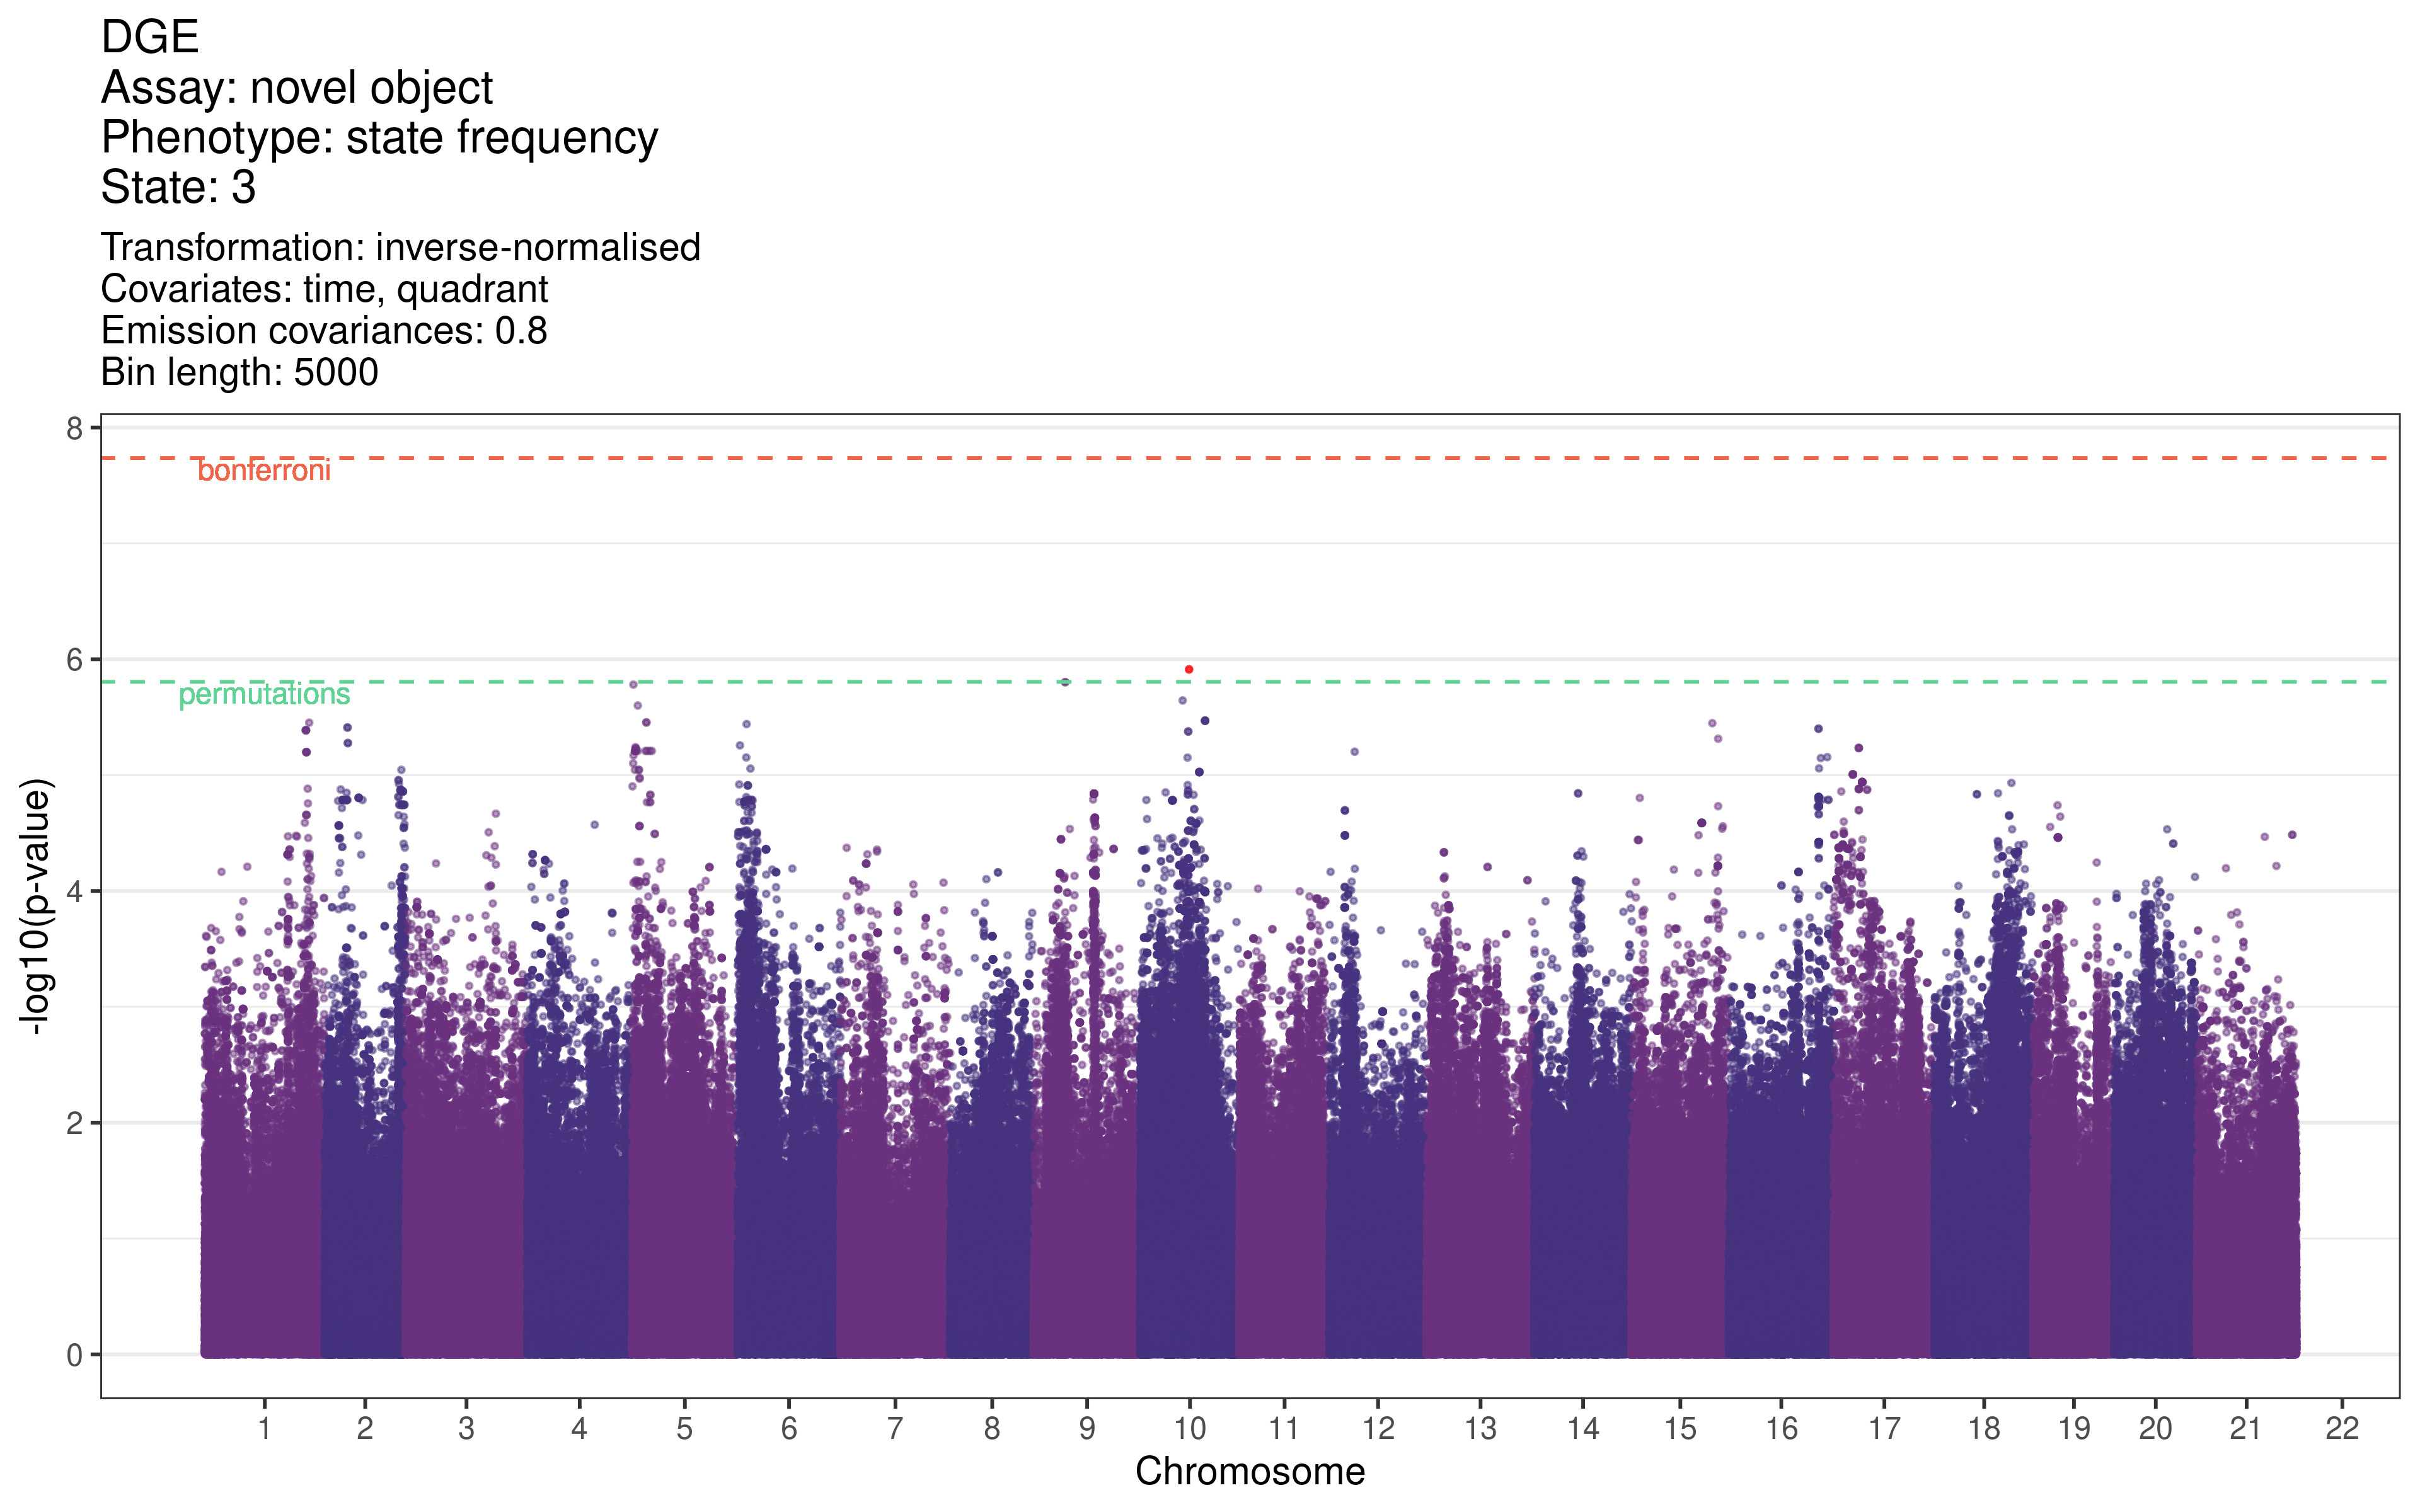 DGE
Assay: novel object
Phenotype: state frequency
State: 3
Transformation: inverse-normalised
Covariates: time, quadrant
Emission covariances: 0.8
Bin length: 5000
8
bonferroni
6
permutations
4
2
0
-log10(p-value)
1 2 3 4 5 6 7 8 9 10 11 12 13 14 15 16 17 18 19 20 21 22
Chromosome